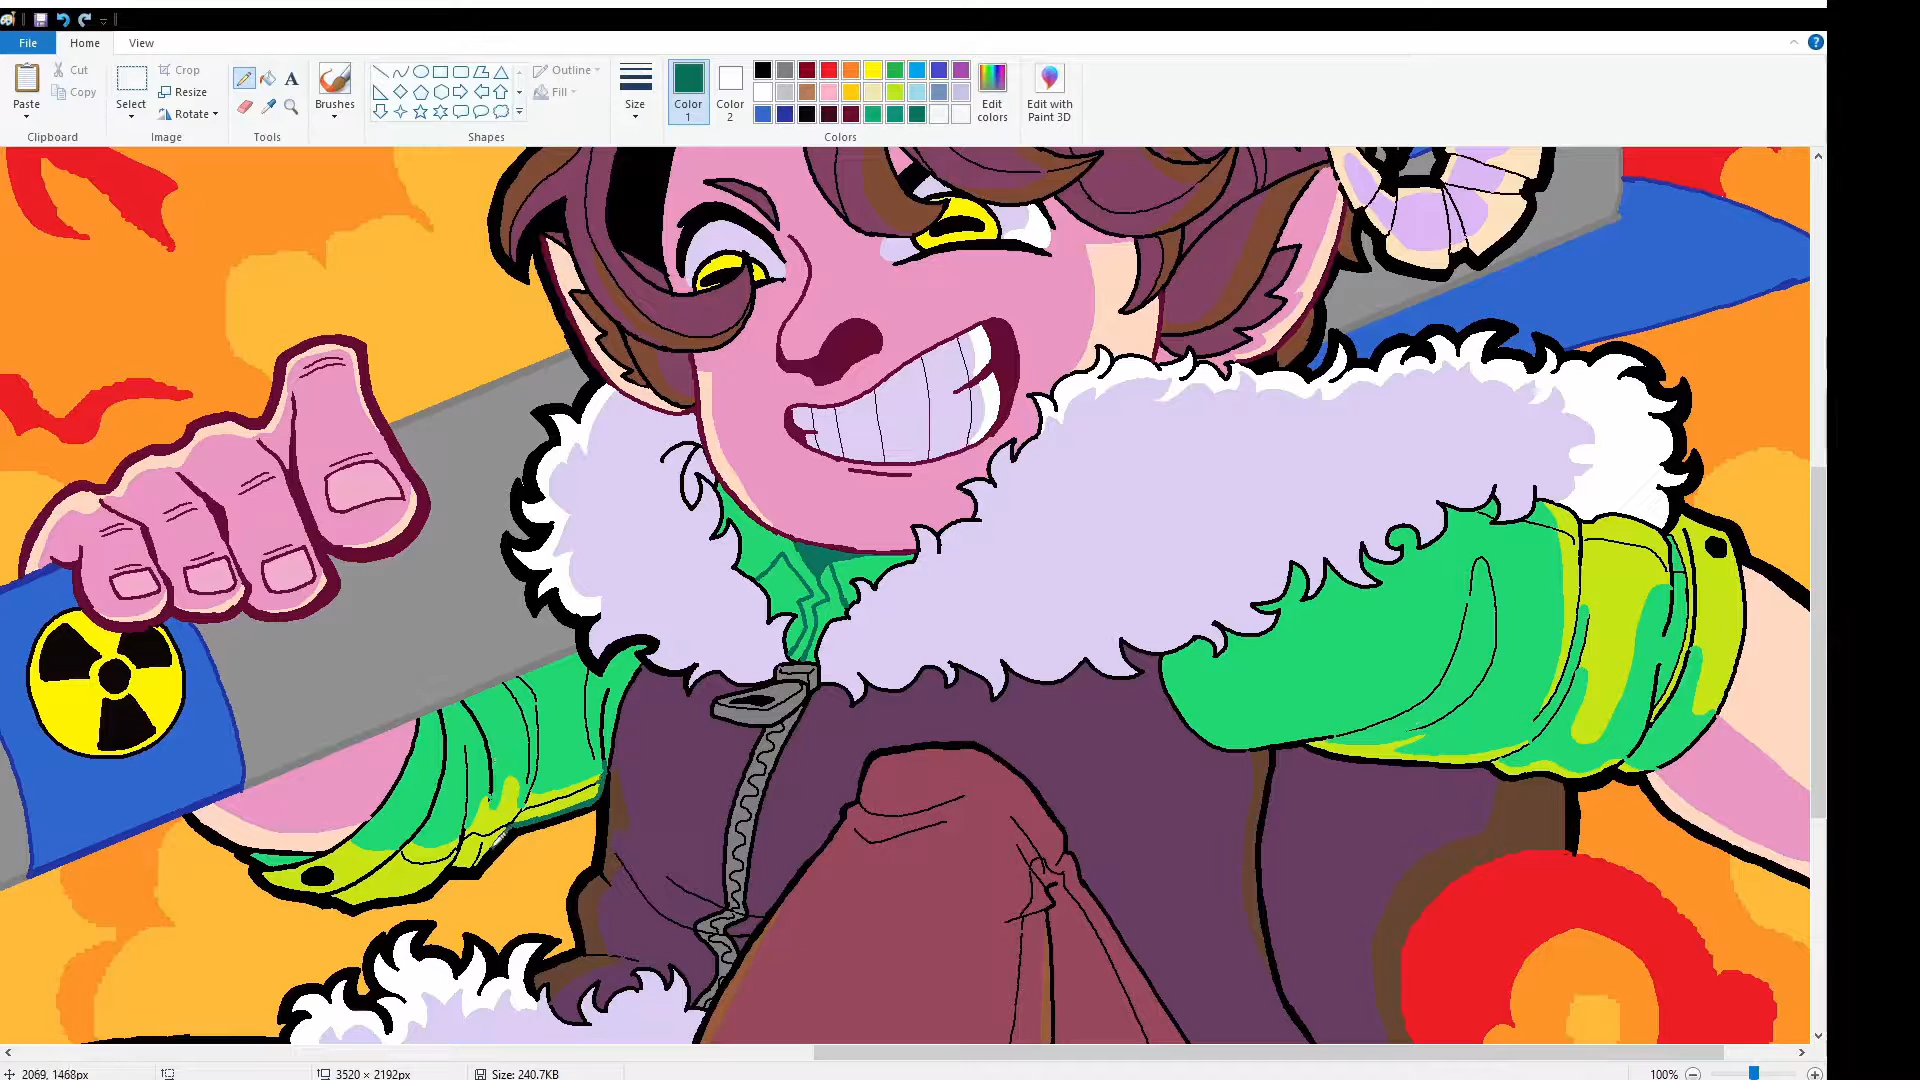 File Home View
Paste Cut Copy
Clipboard
Select Crop Resize Rotate
Image
A
Tools
Brushes
Outline Fill
Shapes
Size
Color 1
Color 2
Edit colors
Colors
Edit with Paint 3D
2069, 1468px
3520 × 2192px
Size: 240.7KB
100%